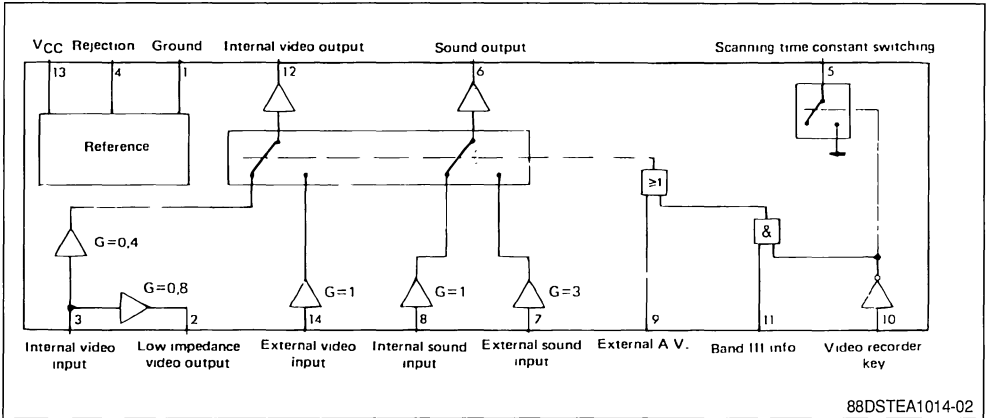 VCC Rejection Ground Internal video output Sound output Scanning time constant switching
13 4 1 12 6 5
Reference
≥1
&
G=0,4
G=0,8
G=1 G=1 G=3
3 2 14 8 7 9 11 10
Internal video input
Low impedance video output
External video input
Internal sound input
External sound input
External A V.
Band III info
Video recorder key
88DSTEA1014-02